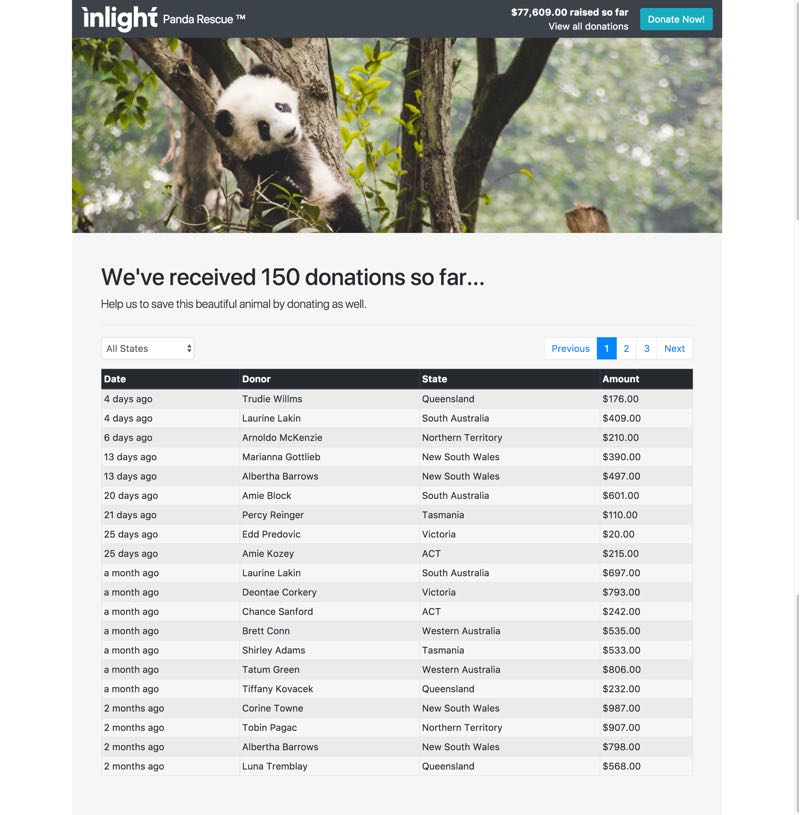 inlight Panda Rescue ™
$77,609.00 raised so far
View all donations
Donate Now!
We've received 150 donations so far...
Help us to save this beautiful animal by donating as well.
All States
Previous 1 2 3 Next
Date Donor State Amount
4 days ago Trudie Willms Queensland $176.00
4 days ago Laurine Lakin South Australia $409.00
6 days ago Arnoldo McKenzie Northern Territory $210.00
13 days ago Marianna Gottlieb New South Wales $390.00
13 days ago Albertha Barrows New South Wales $497.00
20 days ago Amie Block South Australia $601.00
21 days ago Percy Reinger Tasmania $110.00
25 days ago Edd Predovic Victoria $20.00
25 days ago Amie Kozey ACT $215.00
a month ago Laurine Lakin South Australia $697.00
a month ago Deontae Corkery Victoria $793.00
a month ago Chance Sanford ACT $242.00
a month ago Brett Conn Western Australia $535.00
a month ago Shirley Adams Tasmania $533.00
a month ago Tatum Green Western Australia $806.00
a month ago Tiffany Kovacek Queensland $232.00
2 months ago Corine Towne New South Wales $987.00
2 months ago Tobin Pagac Northern Territory $907.00
2 months ago Albertha Barrows New South Wales $798.00
2 months ago Luna Tremblay Queensland $568.00